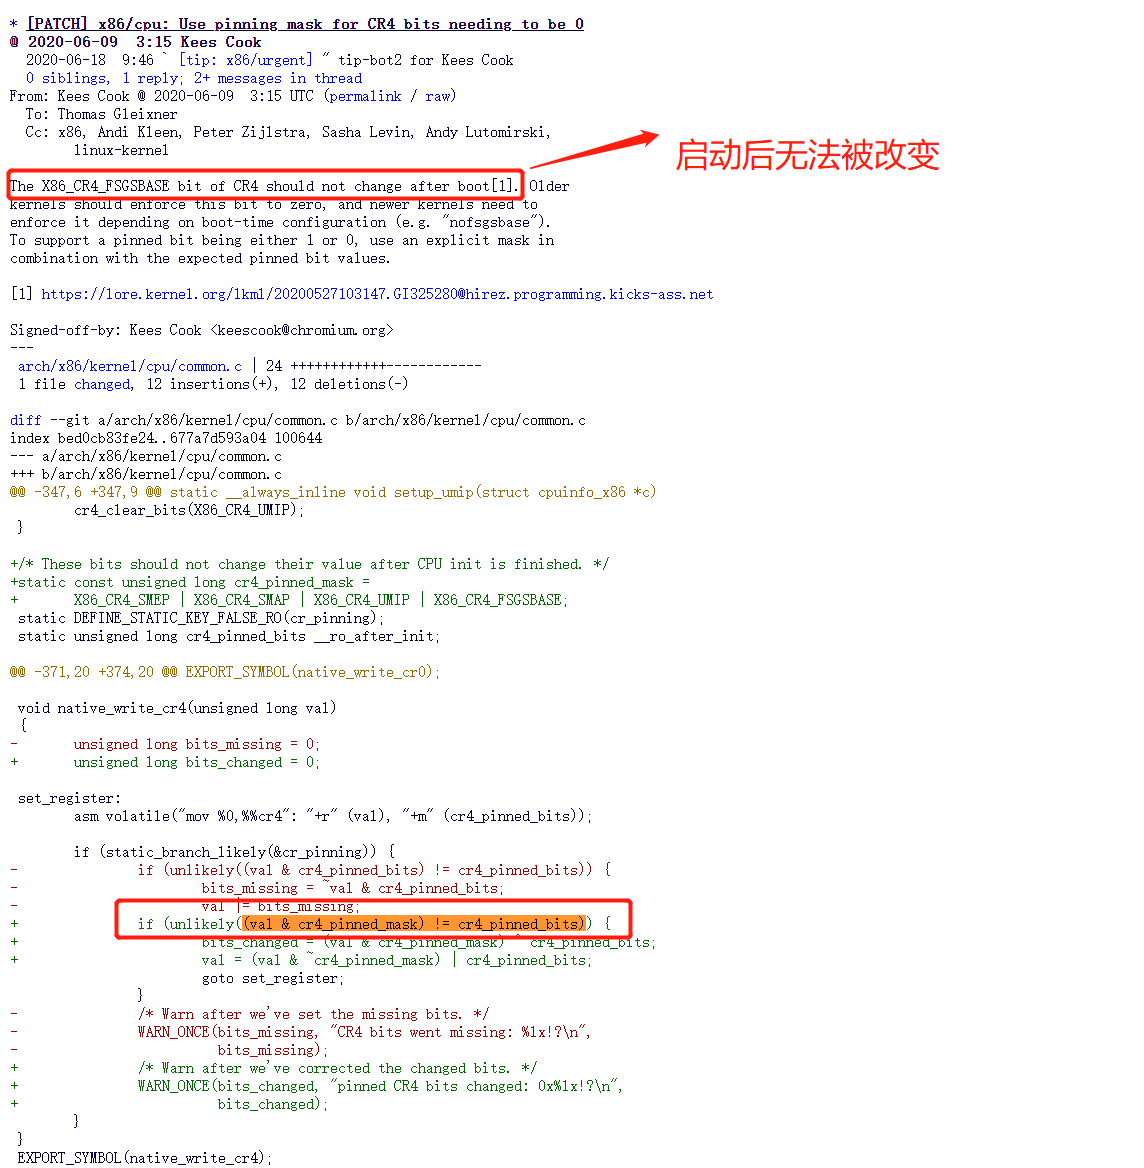 * [PATCH] x86/cpu: Use pinning mask for CR4 bits needing to be 0
@ 2020-06-09  3:15 Kees Cook
  2020-06-18  9:46 ` [tip: x86/urgent] " tip-bot2 for Kees Cook
  0 siblings, 1 reply; 2+ messages in thread
From: Kees Cook @ 2020-06-09  3:15 UTC (permalink / raw)
  To: Thomas Gleixner
  Cc: x86, Andi Kleen, Peter Zijlstra, Sasha Levin, Andy Lutomirski,
        linux-kernel
启动后无法被改变
The X86_CR4_FSGSBASE bit of CR4 should not change after boot[1]. Older
kernels should enforce this bit to zero, and newer kernels need to
enforce it depending on boot-time configuration (e.g. "nofsgsbase").
To support a pinned bit being either 1 or 0, use an explicit mask in
combination with the expected pinned bit values.
[1] https://lore.kernel.org/lkml/20200527103147.GI325280@hirez.programming.kicks-ass.net
Signed-off-by: Kees Cook <keescook@chromium.org>
---
 arch/x86/kernel/cpu/common.c | 24 ++++++++++++------------
 1 file changed, 12 insertions(+), 12 deletions(-)
diff --git a/arch/x86/kernel/cpu/common.c b/arch/x86/kernel/cpu/common.c
index bed0cb83fe24..677a7d593a04 100644
--- a/arch/x86/kernel/cpu/common.c
+++ b/arch/x86/kernel/cpu/common.c
@@ -347,6 +347,9 @@ static __always_inline void setup_umip(struct cpuinfo_x86 *c)
        cr4_clear_bits(X86_CR4_UMIP);
 }
+/* These bits should not change their value after CPU init is finished. */
+static const unsigned long cr4_pinned_mask =
+       X86_CR4_SMEP | X86_CR4_SMAP | X86_CR4_UMIP | X86_CR4_FSGSBASE;
 static DEFINE_STATIC_KEY_FALSE_RO(cr_pinning);
 static unsigned long cr4_pinned_bits __ro_after_init;
@@ -371,20 +374,20 @@ EXPORT_SYMBOL(native_write_cr0);
 void native_write_cr4(unsigned long val)
 {
-       unsigned long bits_missing = 0;
+       unsigned long bits_changed = 0;
 set_register:
        asm volatile("mov %0,%%cr4": "+r" (val), "+m" (cr4_pinned_bits));
        if (static_branch_likely(&cr_pinning)) {
-               if (unlikely((val & cr4_pinned_bits) != cr4_pinned_bits)) {
-                       bits_missing = ~val & cr4_pinned_bits;
-                       val |= bits_missing;
+               if (unlikely((val & cr4_pinned_mask) != cr4_pinned_bits)) {
+                       bits_changed = (val & cr4_pinned_mask) ^ cr4_pinned_bits;
+                       val = (val & ~cr4_pinned_mask) | cr4_pinned_bits;
                        goto set_register;
                }
-               /* Warn after we've set the missing bits. */
-               WARN_ONCE(bits_missing, "CR4 bits went missing: %lx!?\n",
-                         bits_missing);
+               /* Warn after we've corrected the changed bits. */
+               WARN_ONCE(bits_changed, "pinned CR4 bits changed: 0x%lx!?\n",
+                         bits_changed);
        }
 }
 EXPORT_SYMBOL(native_write_cr4);